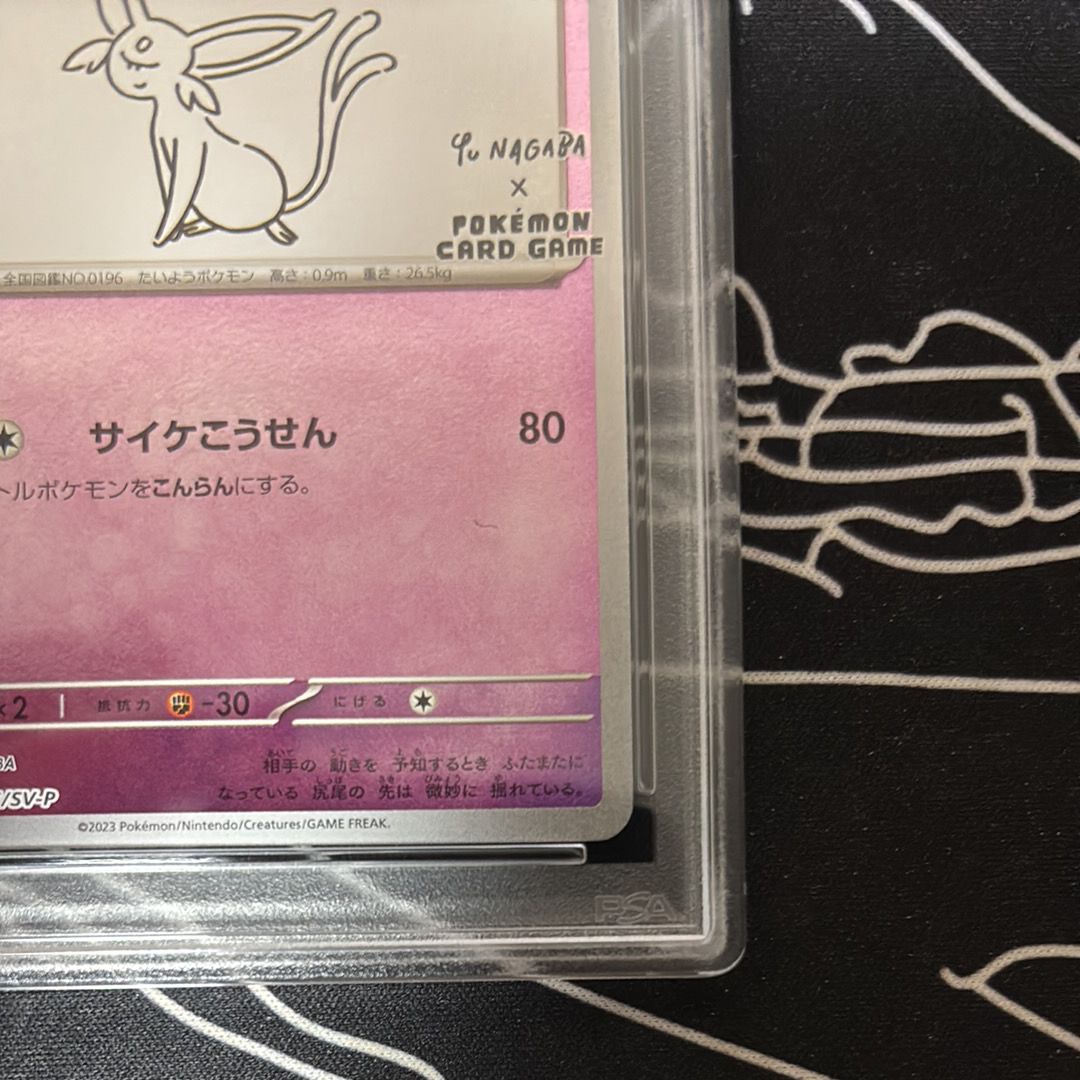 Yu NAGABA
×
POKÉMON
CARD GAME
全国図鑑NO.0196 たいようポケモン 高さ：0.9m 重さ：26.5kg
サイケこうせん 80
トルポケモンをこんらんにする。
×2 抵抗力 -30 にげる
相手の 動きを 予知するとき ふたまたに
なっている 尻尾の 先は 微妙に 揺れている。
/SV-P
©2023 Pokémon/Nintendo/Creatures/GAME FREAK.
PSA